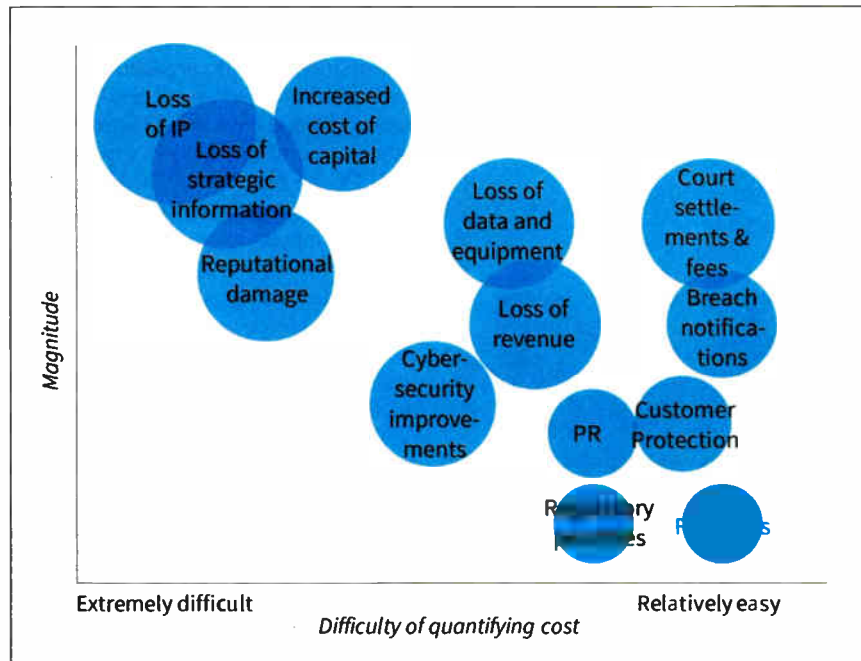 Loss
of IP
Increased
cost of
capital
Loss of
strategic
information
Reputational
damage
Loss of
data and
equipment
Court
settle-
ments &
fees
Loss of
revenue
Breach
notifica-
tions
Cyber-
security
improve-
ments
PR
Customer
Protection
Magnitude
Extremely difficult
Relatively easy
Difficulty of quantifying cost